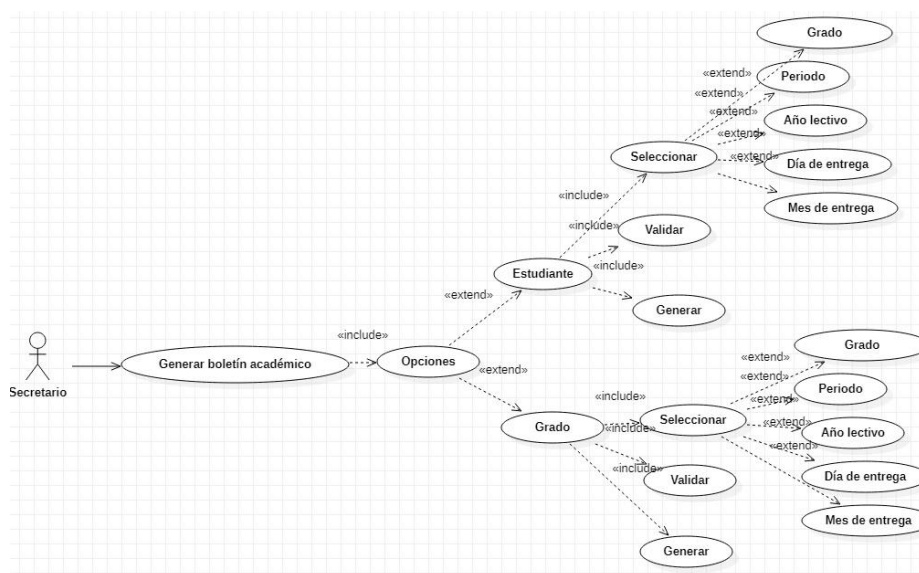 Grado
«extend»
Periodo
«extend»
«extend»
Año lectivo
«extend»
Seleccionar
«extend»
Día de entrega
«include»
Mes de entrega
«include»
Validar
Estudiante
«include»
«extend»
Generar
«include»
Secretario
Generar boletín académico
Opciones
«extend»
Grado
«extend»
«extend»
Periodo
«include»
«extend»
Grado
«include»
Seleccionar
«extend»
Año lectivo
«extend»
«include»
Validar
Día de entrega
Mes de entrega
Generar